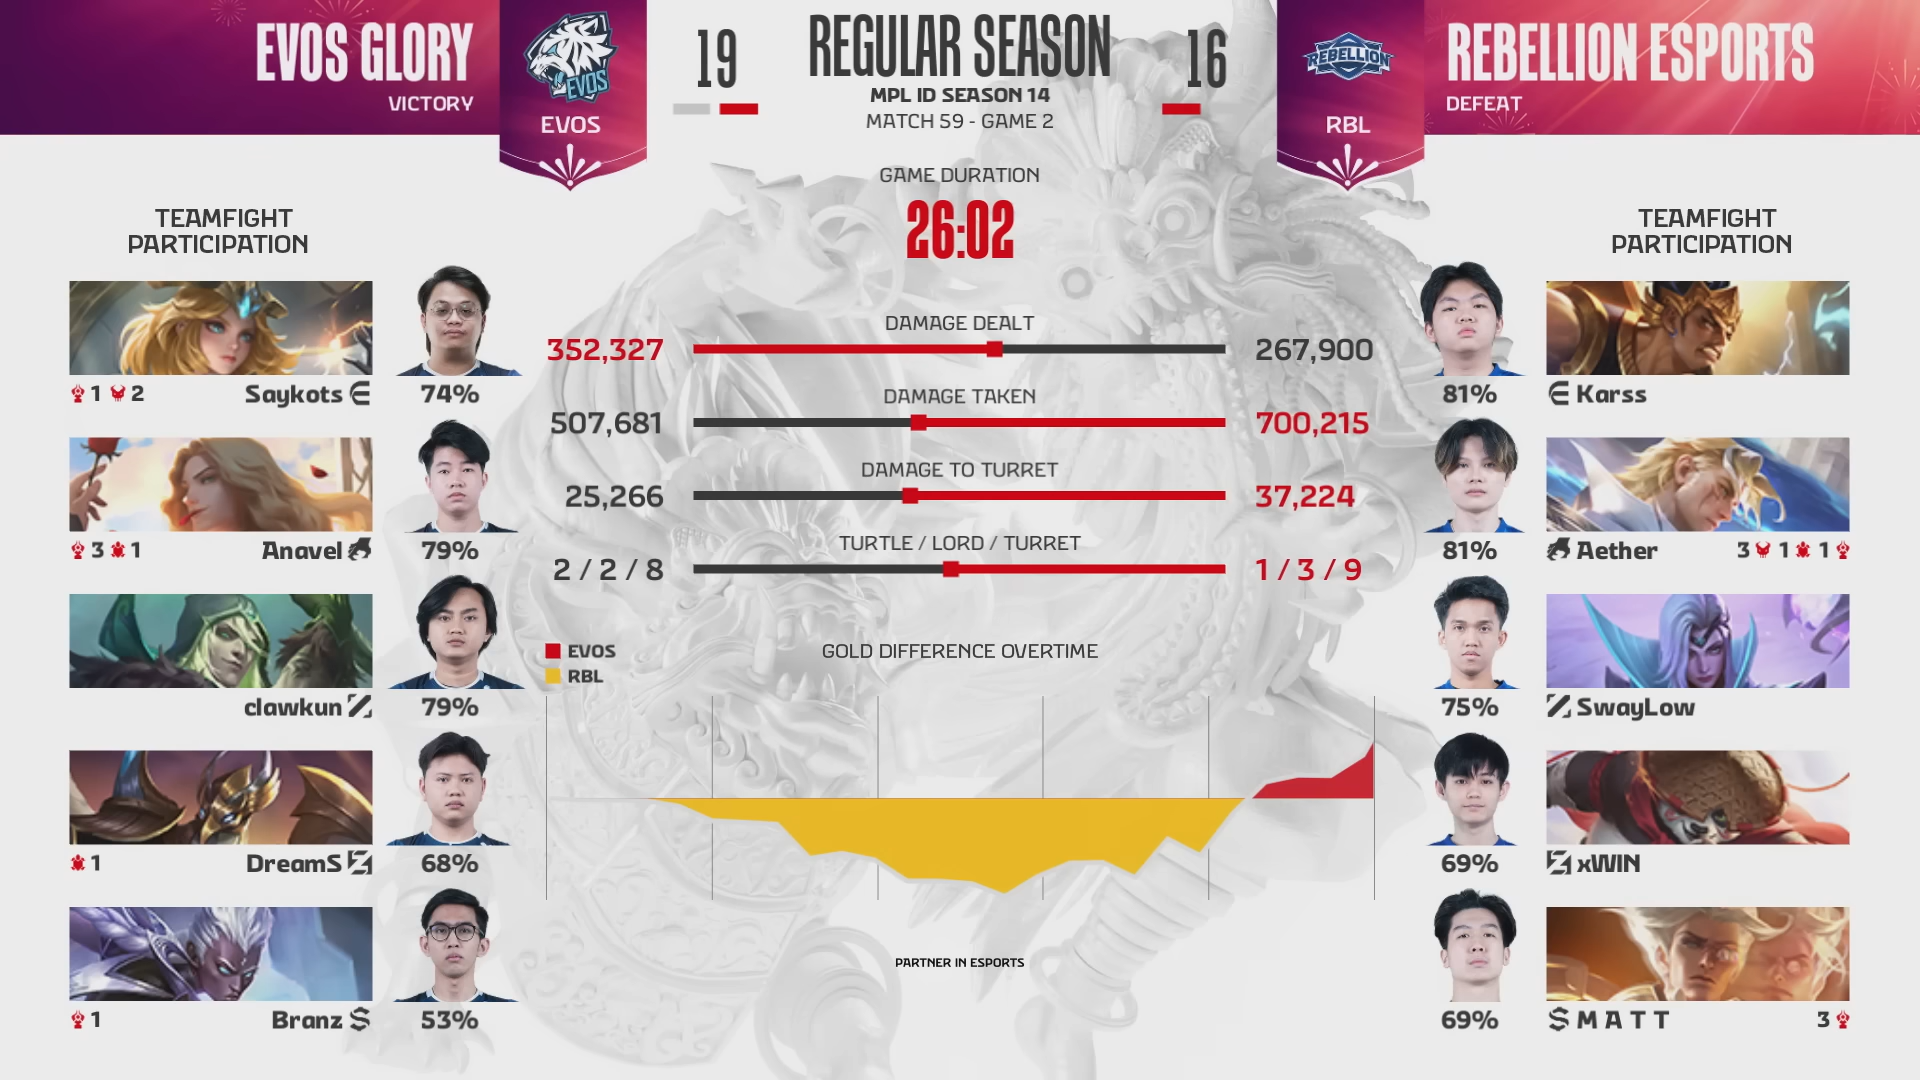 EVOS GLORY
VICTORY
EVOS
EVOS
19
REGULAR SEASON
MPL ID SEASON 14
MATCH 59 - GAME 2
16
REBELLION
RBL
REBELLION ESPORTS
DEFEAT
GAME DURATION
26:02
TEAMFIGHT
PARTICIPATION
1 2 Saykots 74%
3 1 Anavel 79%
clawkun 79%
1 DreamS 68%
1 Branz 53%
DAMAGE DEALT
352,327 267,900
DAMAGE TAKEN
507,681 700,215
DAMAGE TO TURRET
25,266 37,224
TURTLE / LORD / TURRET
2 / 2 / 8 1 / 3 / 9
EVOS
RBL
GOLD DIFFERENCE OVERTIME
PARTNER IN ESPORTS
TEAMFIGHT
PARTICIPATION
81% Karss
81% Aether 3 1 1
75% SwayLow
69% xWIN
69% MATT 3